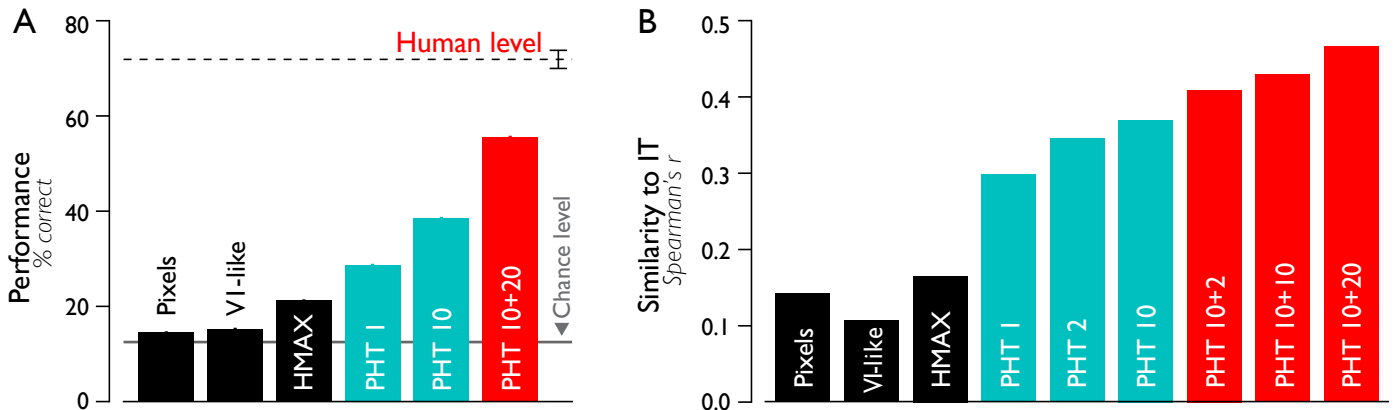 A
80
60
40
20
0
Performance
% correct
Human level
Chance level
Pixels
V1-like
HMAX
PHT 1
PHT 10
PHT 10+20
B
0.5
0.4
0.3
0.2
0.1
0.0
Similarity to IT
Spearman's r
Pixels
V1-like
HMAX
PHT 1
PHT 2
PHT 10
PHT 10+2
PHT 10+10
PHT 10+20